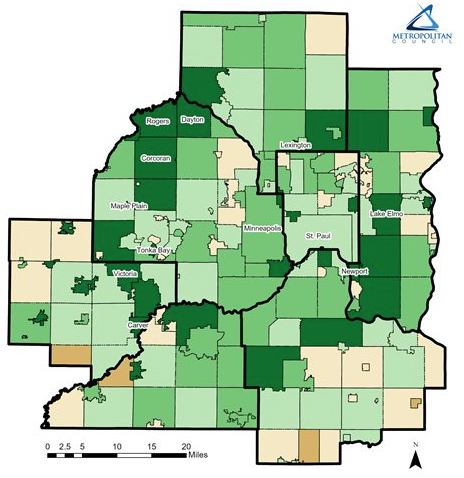 METROPOLITAN
COUNCIL
Rogers
Dayton
Corcoran
Lexington
Maple Plain
Lake Elmo
Minneapolis
St. Paul
Tonka Bay
Victoria
Newport
Carver
0 2.5 5 10 15 20
Miles
N